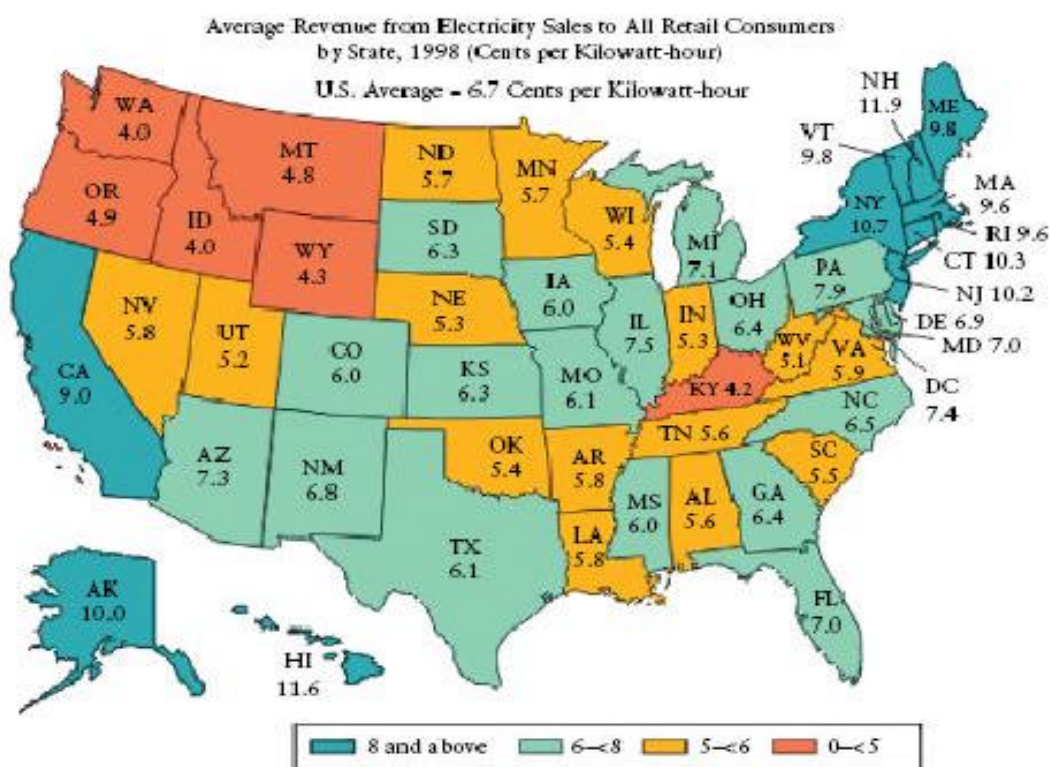 Average Revenue from Electricity Sales to All Retail Consumers
by State, 1998 (Cents per Kilowatt-hour)
U.S. Average = 6.7 Cents per Kilowatt-hour
WA
4.0
MT
4.8
ND
5.7
MN
5.7
NH
11.9
ME
9.8
VT
9.8
OR
4.9
ID
4.0
WY
4.3
SD
6.3
WI
5.4
MI
7.1
NY
10.7
MA
9.6
RI 9.6
CT 10.3
NJ 10.2
DE 6.9
MD 7.0
DC
7.4
PA
7.9
CA
9.0
NV
5.8
UT
5.2
CO
6.0
NE
5.3
IA
6.0
IL
7.5
IN
5.3
OH
6.4
WV
5.1
VA
5.9
KS
6.3
MO
6.1
KY 4.2
NC
6.5
TN 5.6
SC
5.5
AZ
7.3
NM
6.8
OK
5.4
AR
5.8
MS
6.0
AL
5.6
GA
6.4
TX
6.1
LA
5.8
FL
7.0
AK
10.0
HI
11.6
8 and above
6-<8
5-<6
0-<5